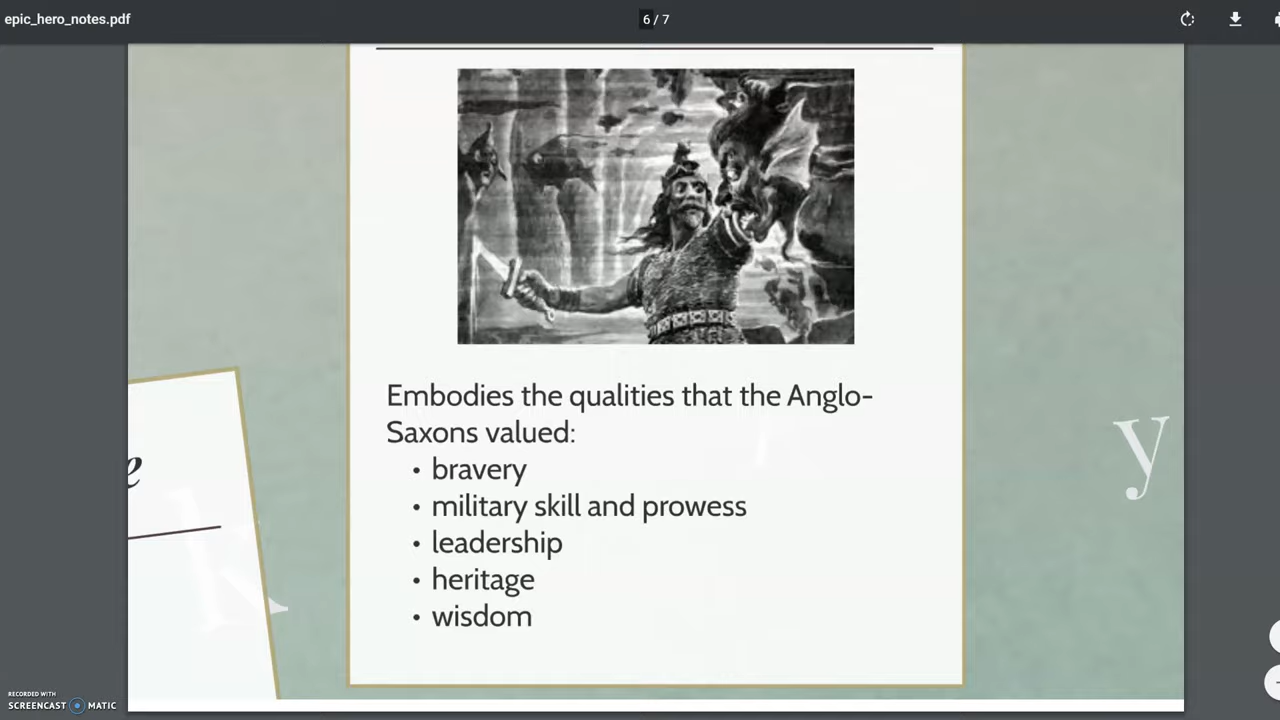 epic_hero_notes.pdf
6 / 7
Embodies the qualities that the Anglo-
Saxons valued:
• bravery
• military skill and prowess
• leadership
• heritage
• wisdom
e
k
y
RECORDED WITH
SCREENCAST MATIC